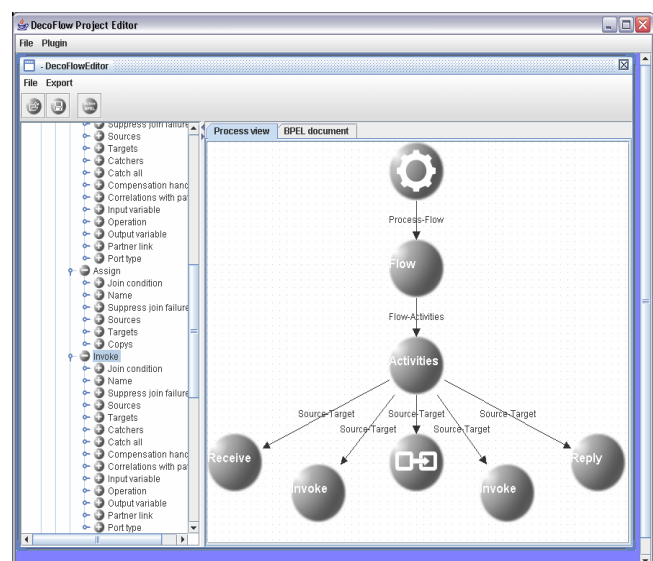 DecoFlow Project Editor
File Plugin
- DecoFlowEditor
File Export
BPEL
Process view BPEL document
Suppress join failure
Sources
Targets
Catchers
Catch all
Compensation hand
Correlations with pa
Input variable
Operation
Output variable
Partner link
Port type
Assign
Join condition
Name
Suppress join failure
Sources
Targets
Copys
Invoke
Join condition
Name
Suppress join failure
Sources
Targets
Catchers
Catch all
Compensation hand
Correlations with pa
Input variable
Operation
Output variable
Partner link
Port type
Process-Flow
Flow
Flow-Activities
Activities
Source-Target Source-Target Source-Target
Source-Target Source-Target
Receive Reply
Invoke Invoke